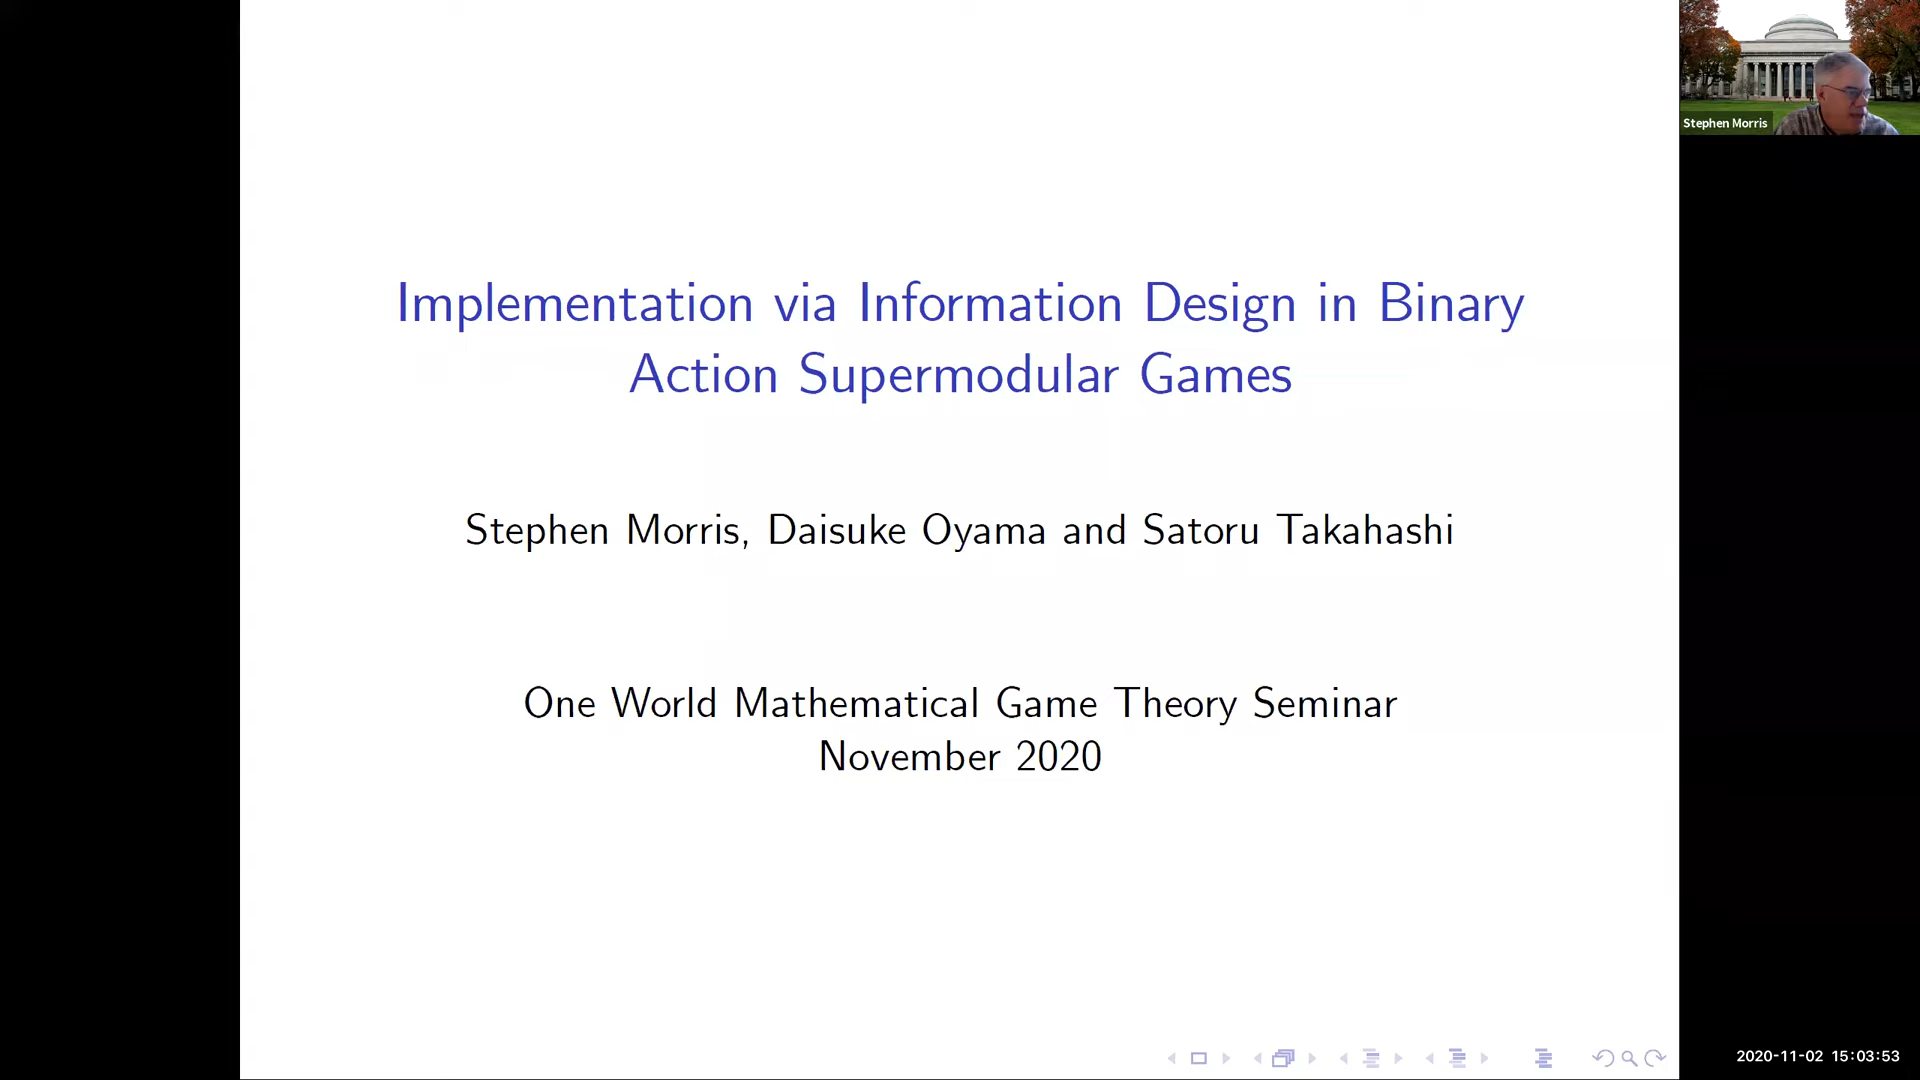 Implementation via Information Design in Binary
Action Supermodular Games
Stephen Morris, Daisuke Oyama and Satoru Takahashi
One World Mathematical Game Theory Seminar
November 2020
Stephen Morris
2020-11-02 15:03:53